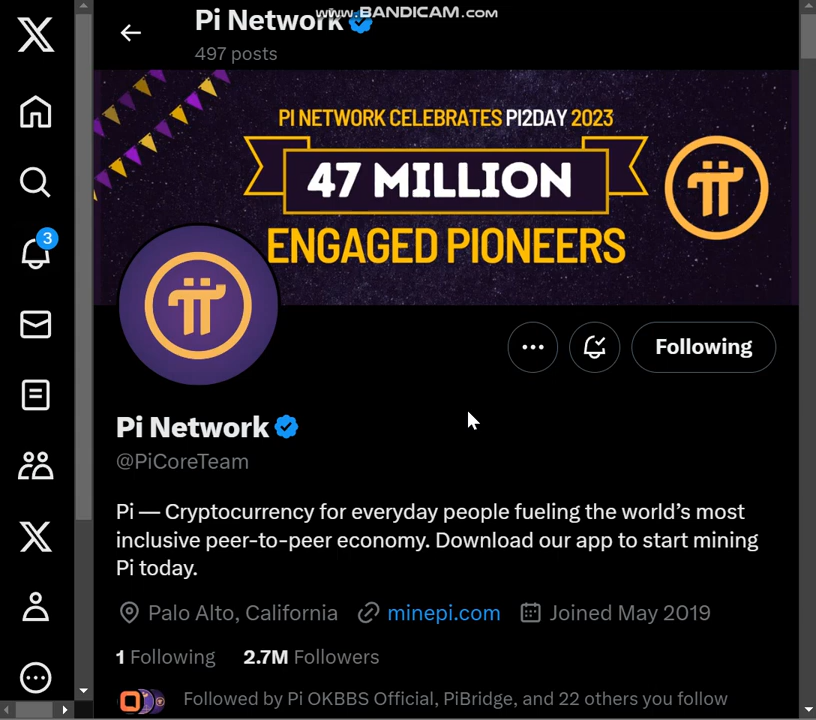 www.BANDICAM.com
Pi Network
497 posts
PI NETWORK CELEBRATES PI2DAY 2023
47 MILLION
ENGAGED PIONEERS
3
Following
Pi Network
@PiCoreTeam
Pi — Cryptocurrency for everyday people fueling the world’s most
inclusive peer-to-peer economy. Download our app to start mining
Pi today.
Palo Alto, California minepi.com Joined May 2019
1 Following 2.7M Followers
Followed by Pi OKBBS Official, PiBridge, and 22 others you follow